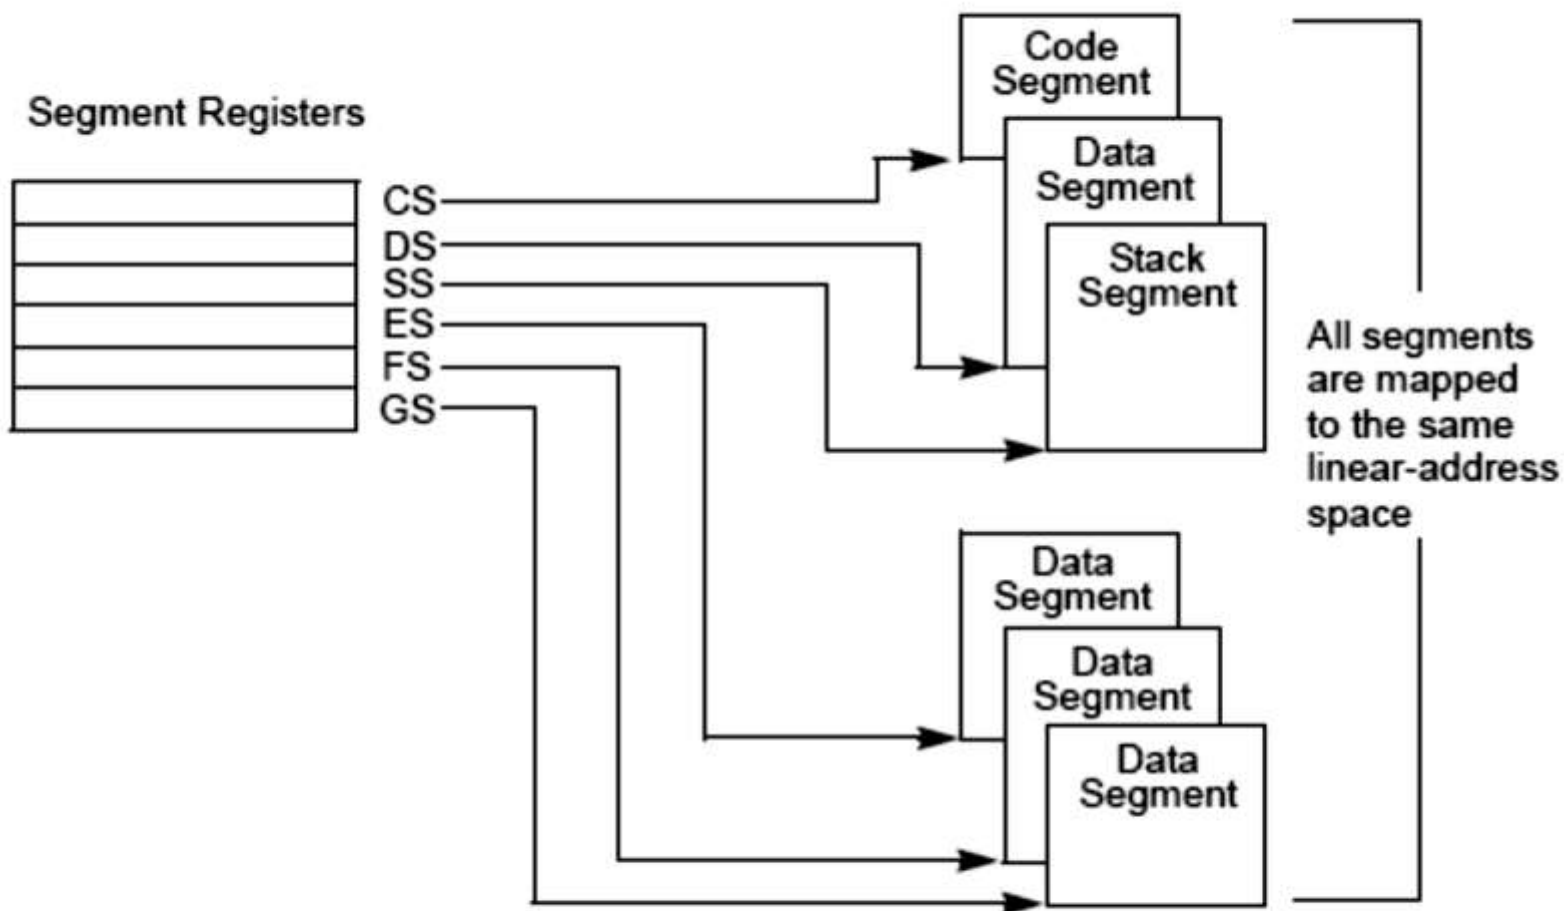 Segment Registers
CS
DS
SS
ES
FS
GS
Code
Segment
Data
Segment
Stack
Segment
Data
Segment
Data
Segment
Data
Segment
All segments
are mapped
to the same
linear-address
space